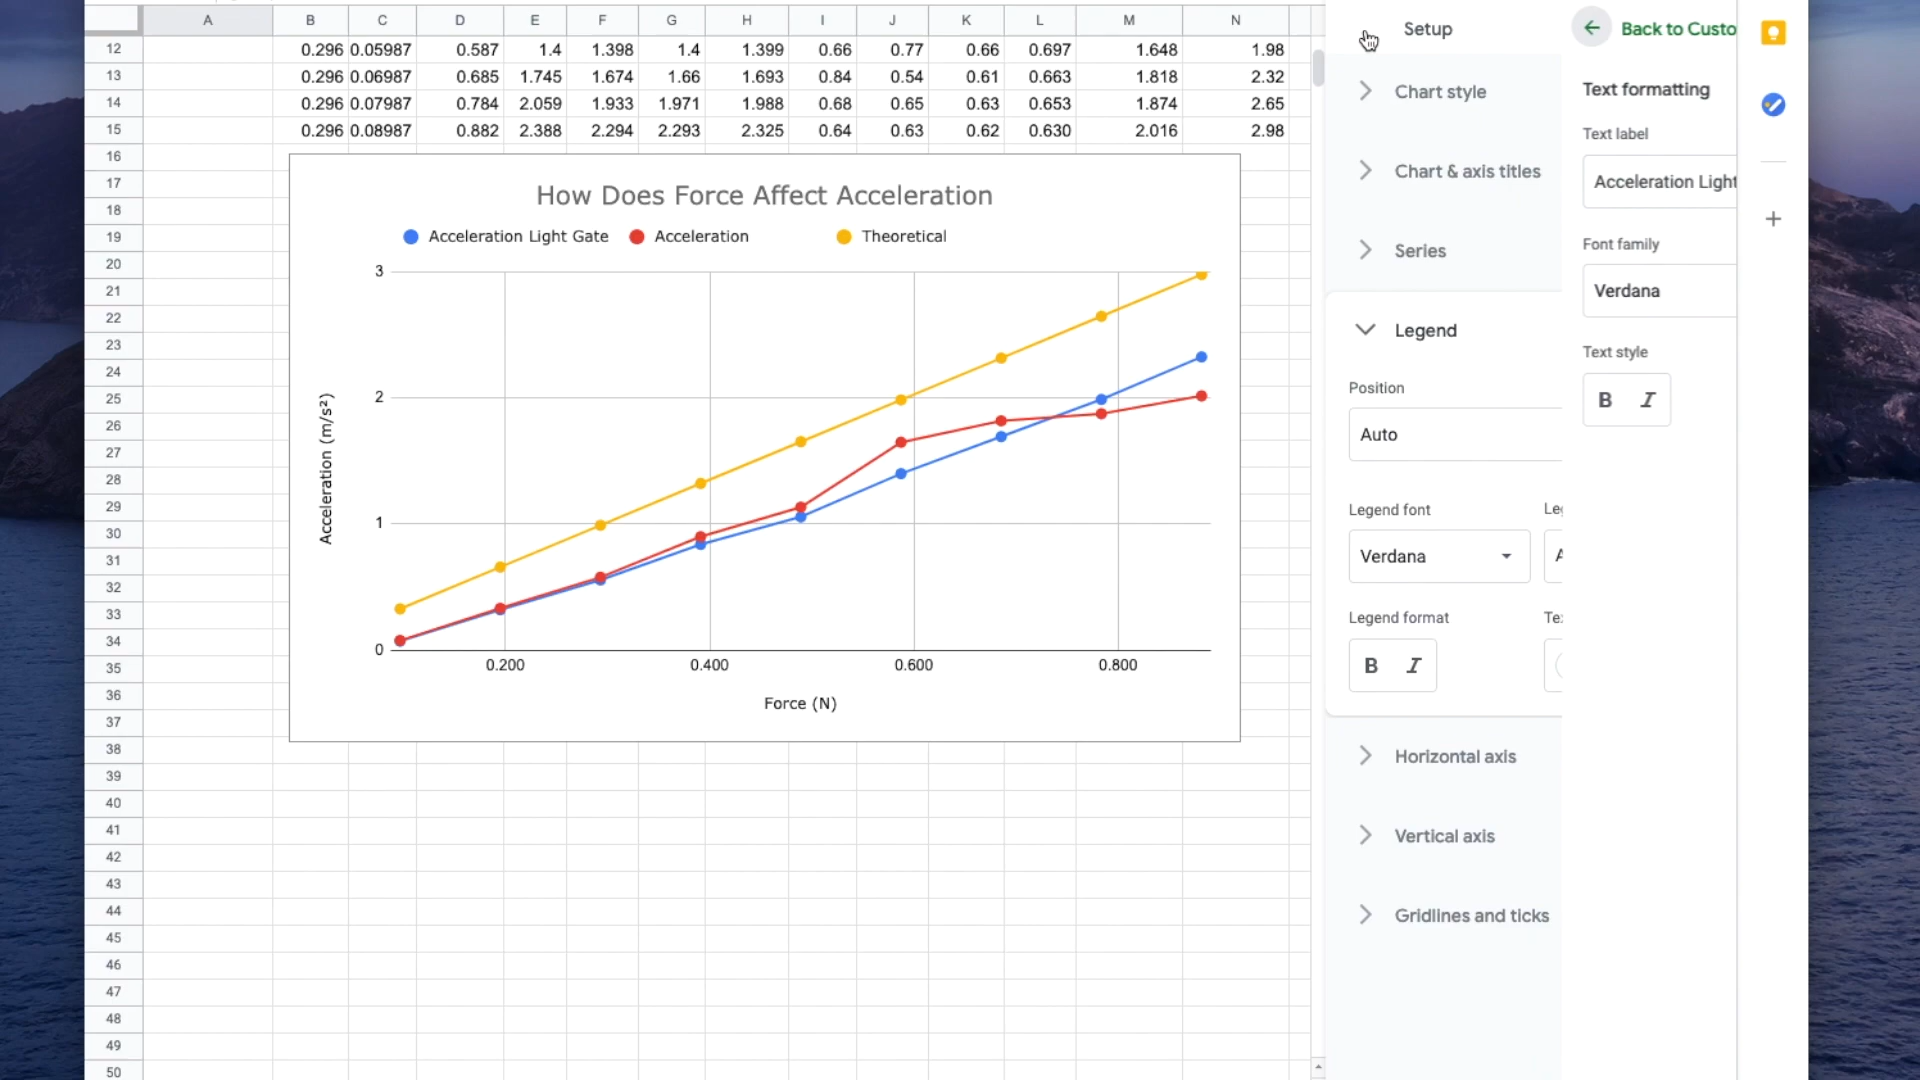 A B C D E F G H I J K L M N
12 0.296 0.05987 0.587 1.4 1.398 1.4 1.399 0.66 0.77 0.66 0.697 1.648 1.98
13 0.296 0.06987 0.685 1.745 1.674 1.66 1.693 0.84 0.54 0.61 0.663 1.818 2.32
14 0.296 0.07987 0.784 2.059 1.933 1.971 1.988 0.68 0.65 0.63 0.653 1.874 2.65
15 0.296 0.08987 0.882 2.388 2.294 2.293 2.325 0.64 0.63 0.62 0.630 2.016 2.98
16
17
18
19
20
21
22
23
24
25
26
27
28
29
30
31
32
33
34
35
36
37
38
39
40
41
42
43
44
45
46
47
48
49
50
How Does Force Affect Acceleration
Acceleration Light Gate Acceleration Theoretical
3
2
1
0
Acceleration (m/s²)
0.200 0.400 0.600 0.800
Force (N)
Setup
Chart style
Chart & axis titles
Series
Legend
Position
Auto
Legend font
Verdana
Legend format
B I
Horizontal axis
Vertical axis
Gridlines and ticks
Back to Custo
Text formatting
Text label
Acceleration Light
Font family
Verdana
Text style
B I